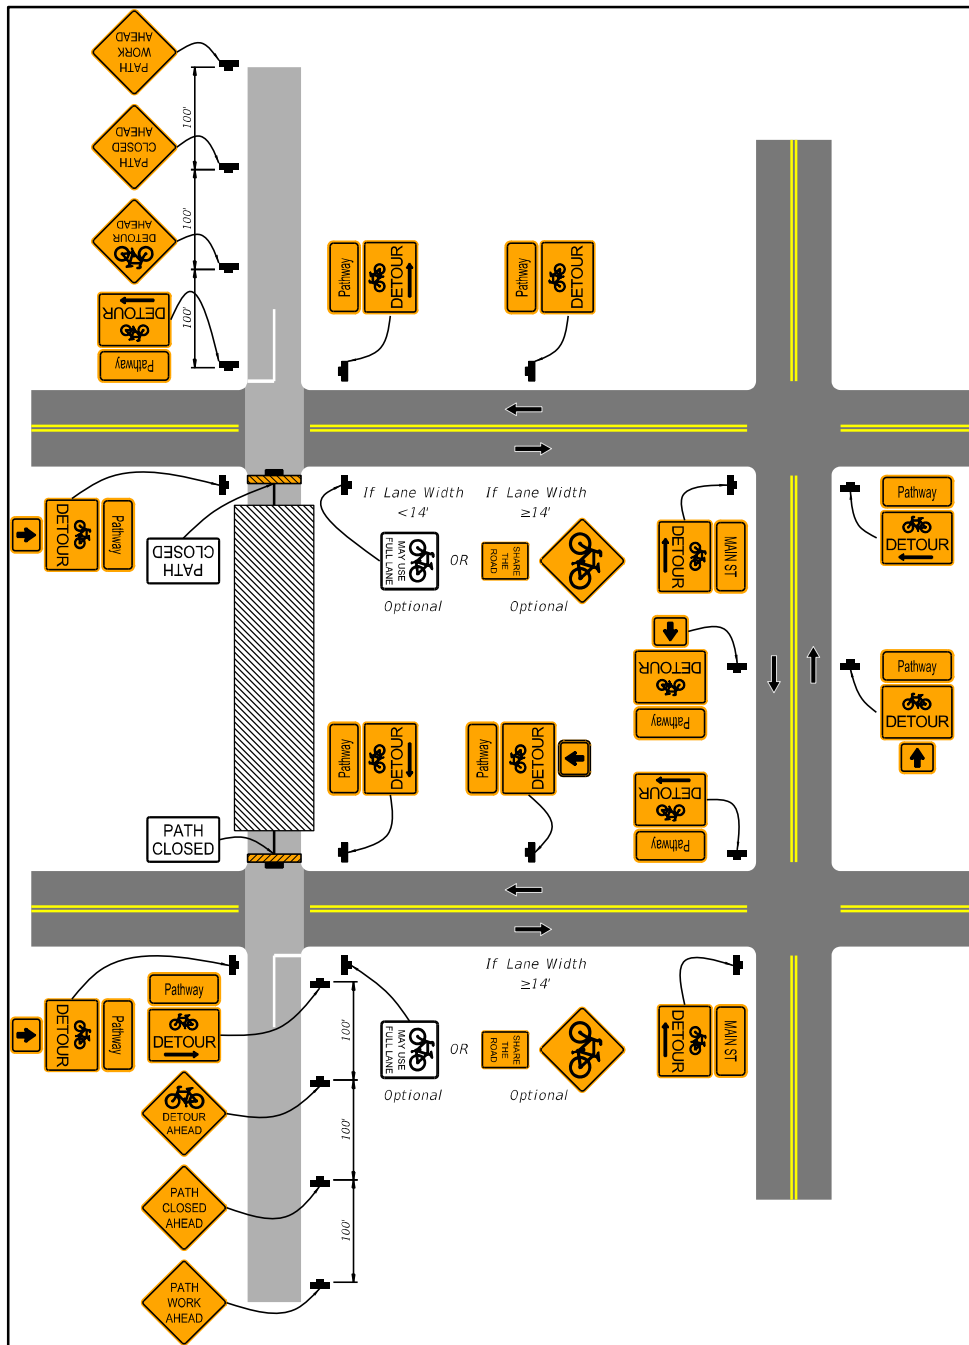 PATH
WORK
AHEAD
100'
PATH
CLOSED
AHEAD
100'
DETOUR
AHEAD
100'
DETOUR
Pathway
Pathway
DETOUR
Pathway
DETOUR
DETOUR
Pathway
PATH
CLOSED
If Lane Width
<14'
If Lane Width
≥14'
MAY USE
FULL LANE
OR
SHARE
THE
ROAD
Optional
Optional
DETOUR
MAIN ST
Pathway
DETOUR
DETOUR
Pathway
Pathway
DETOUR
Pathway
DETOUR
Pathway
DETOUR
DETOUR
Pathway
PATH
CLOSED
If Lane Width
≥14'
DETOUR
Pathway
Pathway
DETOUR
100'
MAY USE
FULL LANE
OR
SHARE
THE
ROAD
Optional
Optional
DETOUR
MAIN ST
DETOUR
AHEAD
100'
PATH
CLOSED
AHEAD
100'
PATH
WORK
AHEAD